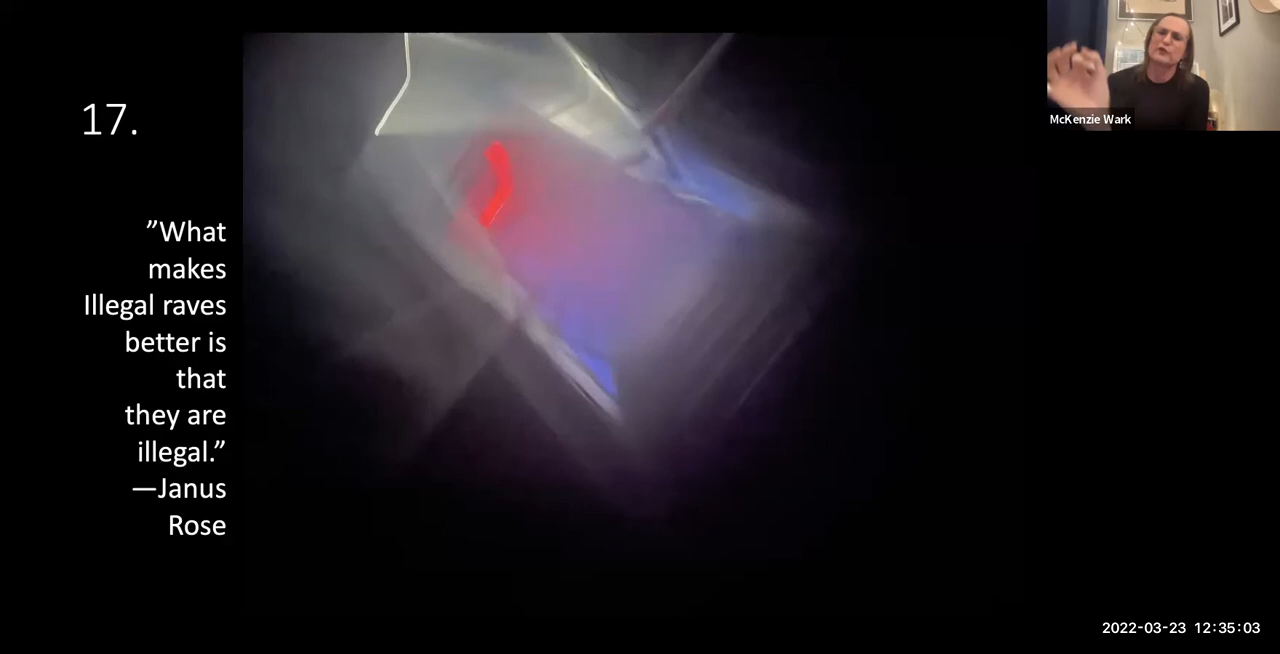 17.
”What
makes
Illegal raves
better is
that
they are
illegal.”
—Janus
Rose
McKenzie Wark
2022-03-23 12:35:03